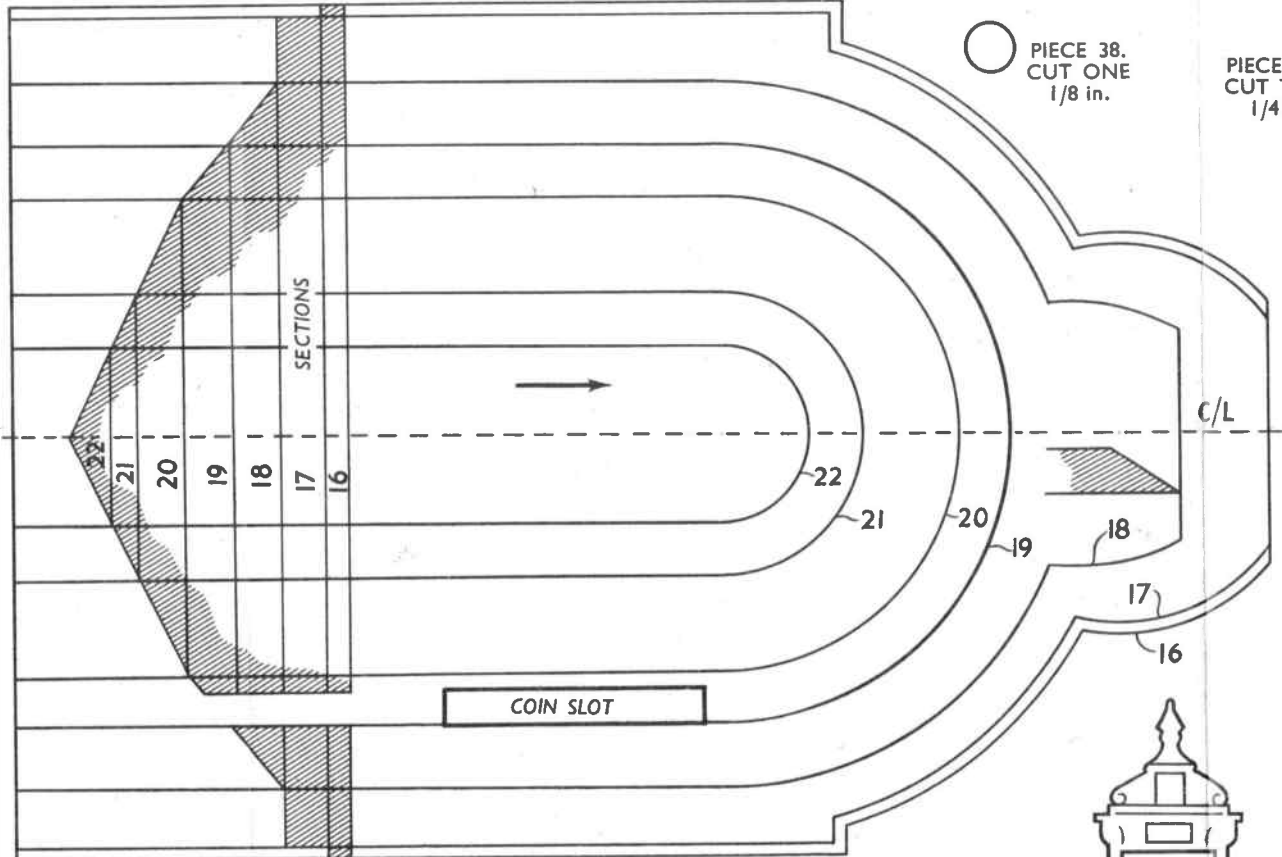 PIECE 38.
CUT ONE
1/8 in.
PIECE
CUT
1/4
SECTIONS
22
21
20
19
18
17
16
C/L
22
21
20
19
18
17
16
COIN SLOT